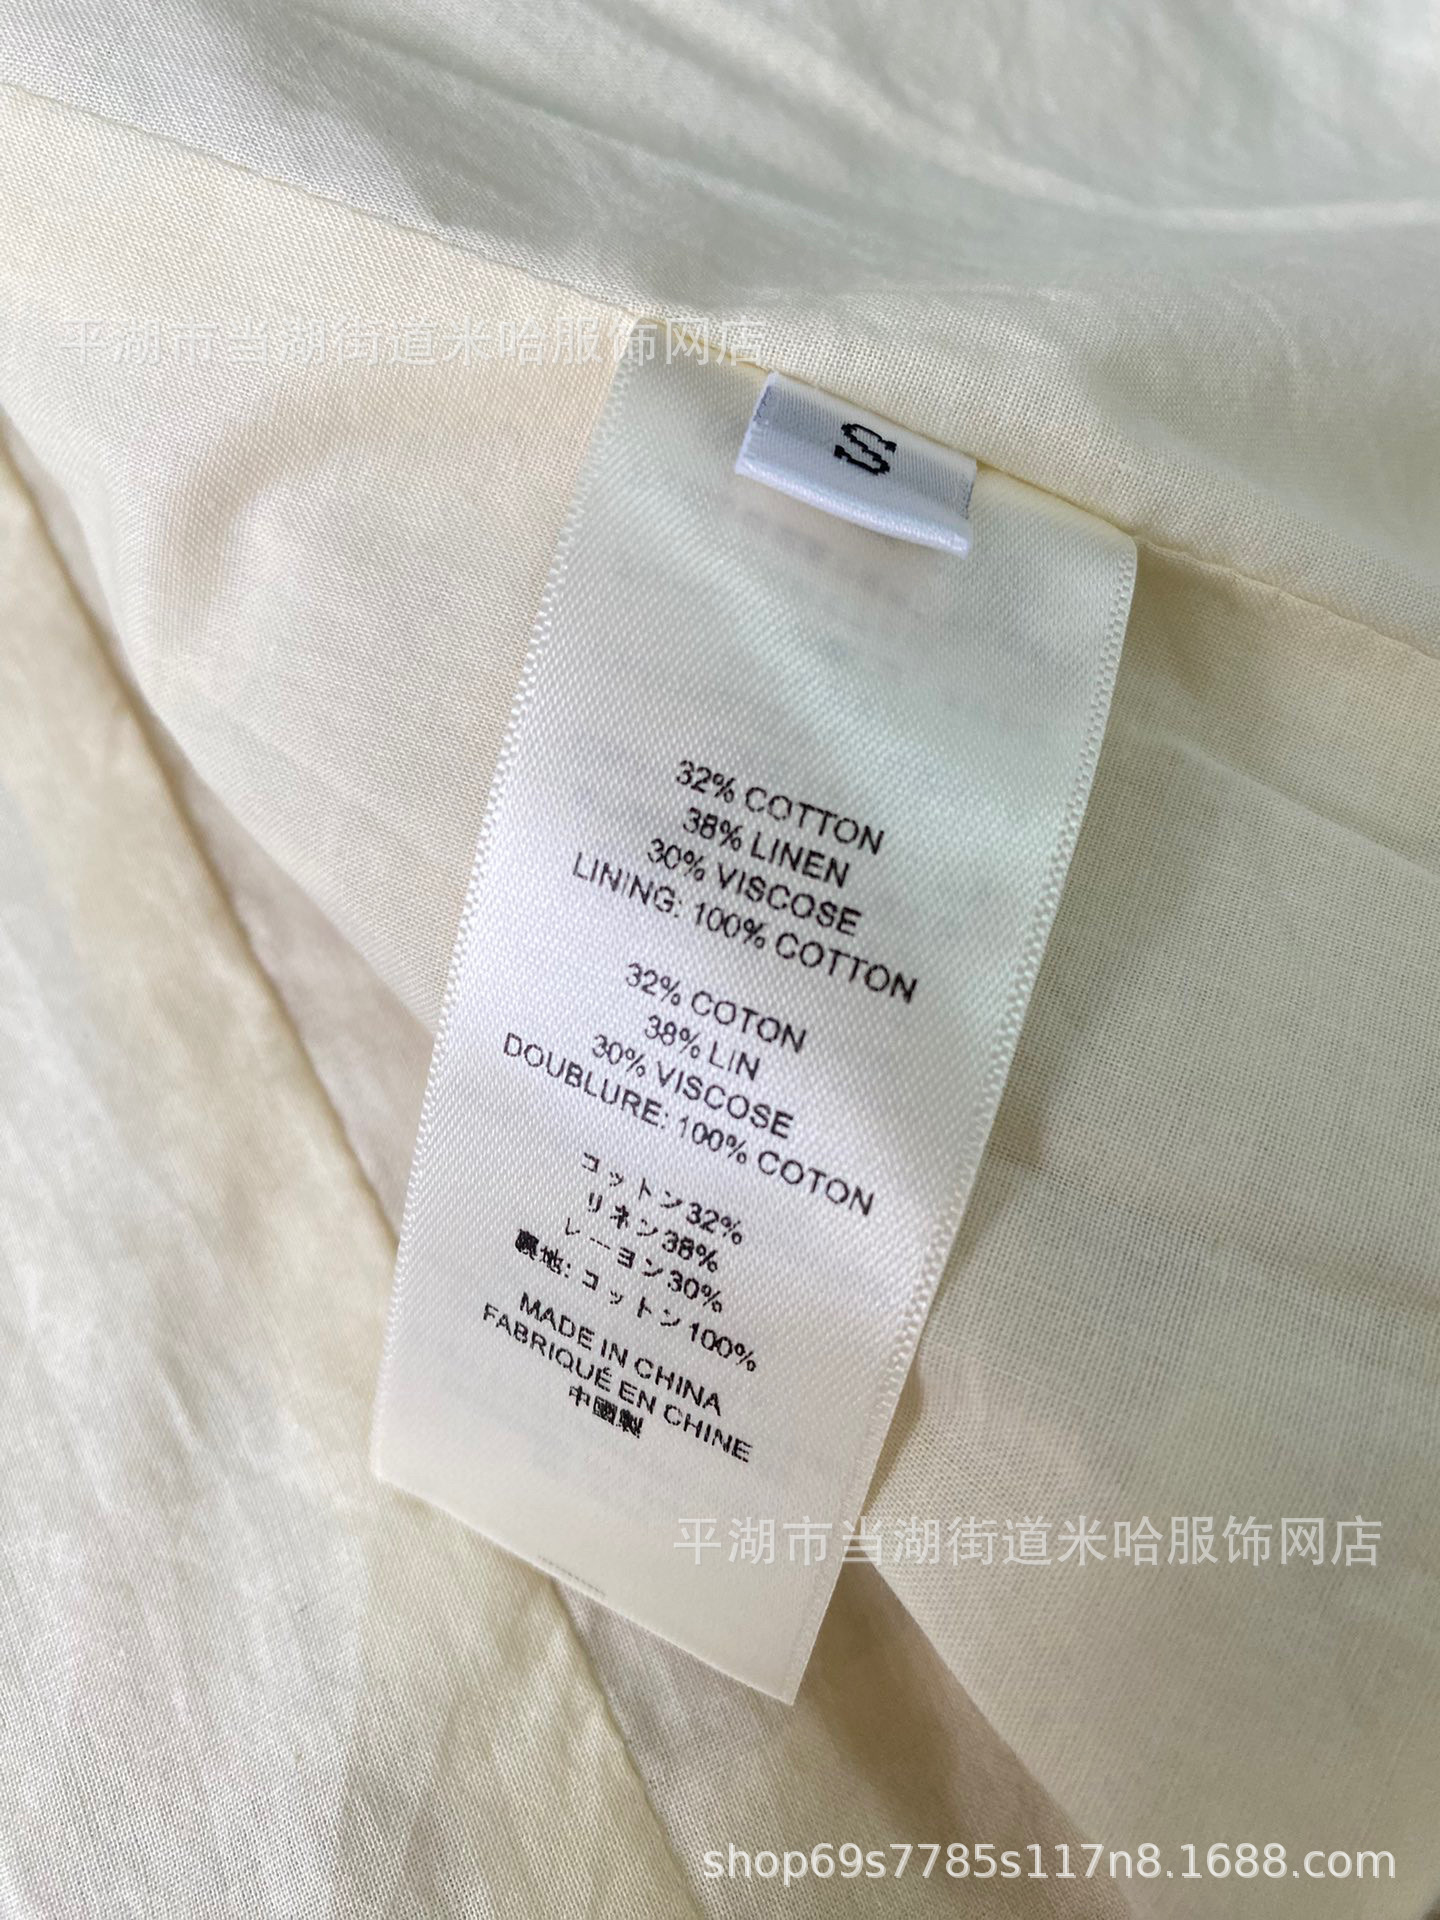 平湖市当湖街道米哈服饰网店
S
32% COTTON
38% LINEN
30% VISCOSE
LINING: 100% COTTON
32% COTON
38% LIN
30% VISCOSE
DOUBLURE: 100% COTON
コットン32%
リネン38%
レーヨン30%
裏地: コットン100%
MADE IN CHINA
FABRIQUÉ EN CHINE
中國製
平湖市当湖街道米哈服饰网店
shop69s7785s117n8.1688.com